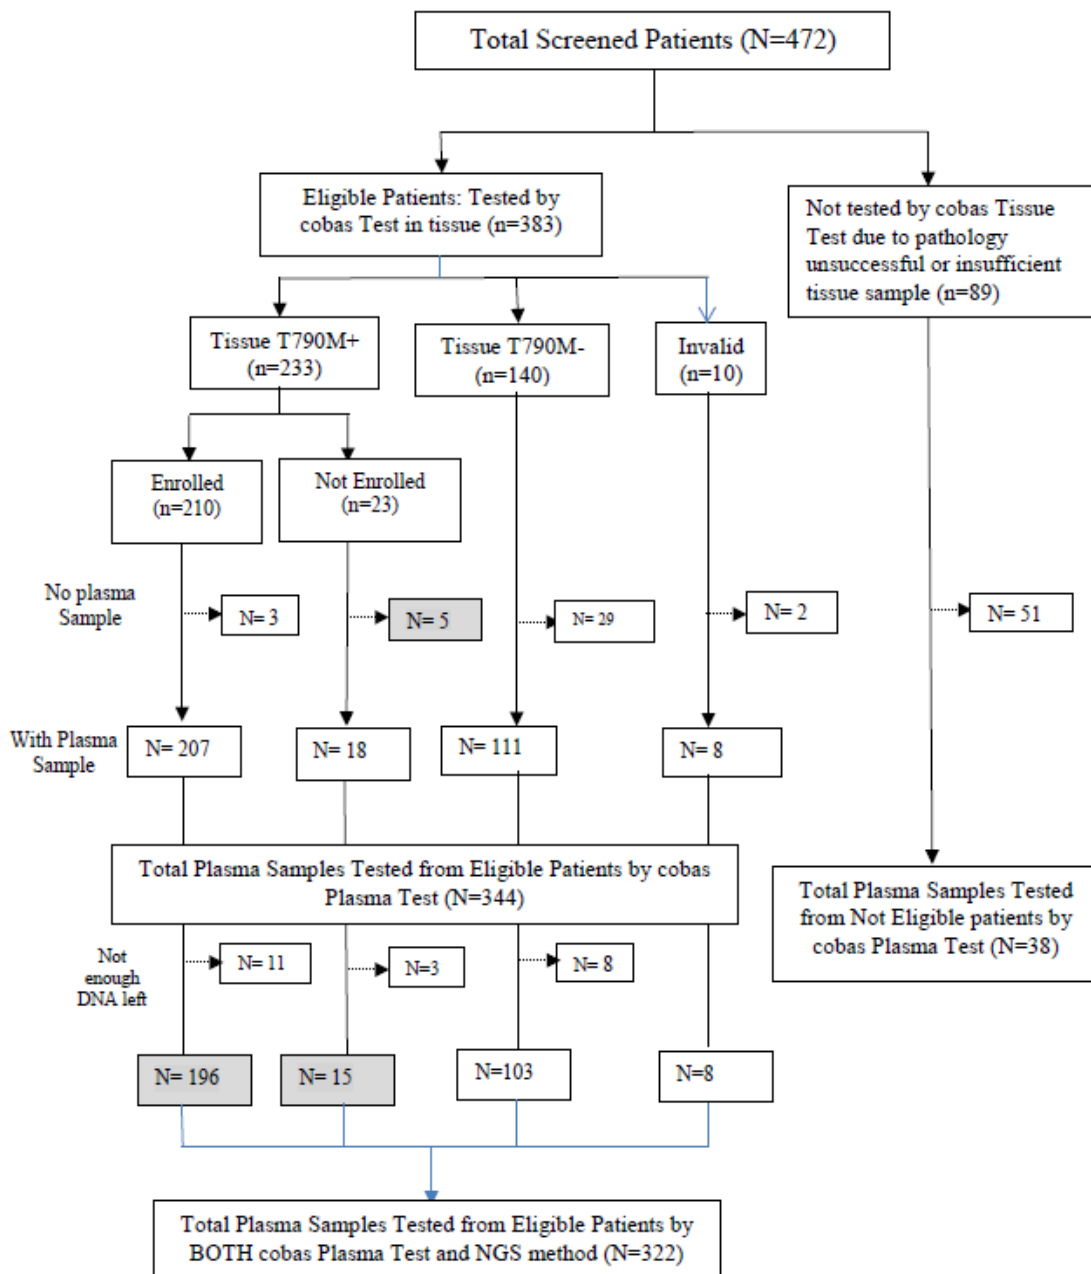 Total Screened Patients (N=472)
Eligible Patients: Tested by
cobas Test in tissue (n=383)
Not tested by cobas Tissue
Test due to pathology
unsuccessful or insufficient
tissue sample (n=89)
Tissue T790M+
(n=233)
Tissue T790M-
(n=140)
Invalid
(n=10)
Enrolled
(n=210)
Not Enrolled
(n=23)
No plasma
Sample
N= 3
N= 5
N= 29
N= 2
N= 51
With Plasma
Sample
N= 207
N= 18
N= 111
N= 8
Total Plasma Samples Tested from Eligible Patients by cobas
Plasma Test (N=344)
Total Plasma Samples Tested
from Not Eligible patients by
cobas Plasma Test (N=38)
Not
enough
DNA left
N= 11
N=3
N= 8
N= 196
N= 15
N=103
N=8
Total Plasma Samples Tested from Eligible Patients by
BOTH cobas Plasma Test and NGS method (N=322)